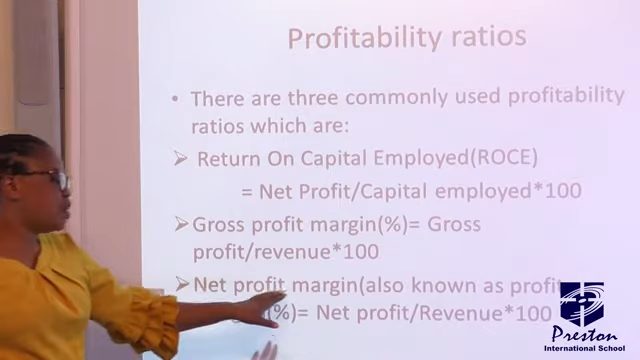 Profitability ratios
• There are three commonly used profitability
ratios which are:
➢ Return On Capital Employed(ROCE)
= Net Profit/Capital employed*100
➢Gross profit margin(%)= Gross
profit/revenue*100
➢Net profit margin(also known as profit
(%)= Net profit/Revenue*100
Preston
International School